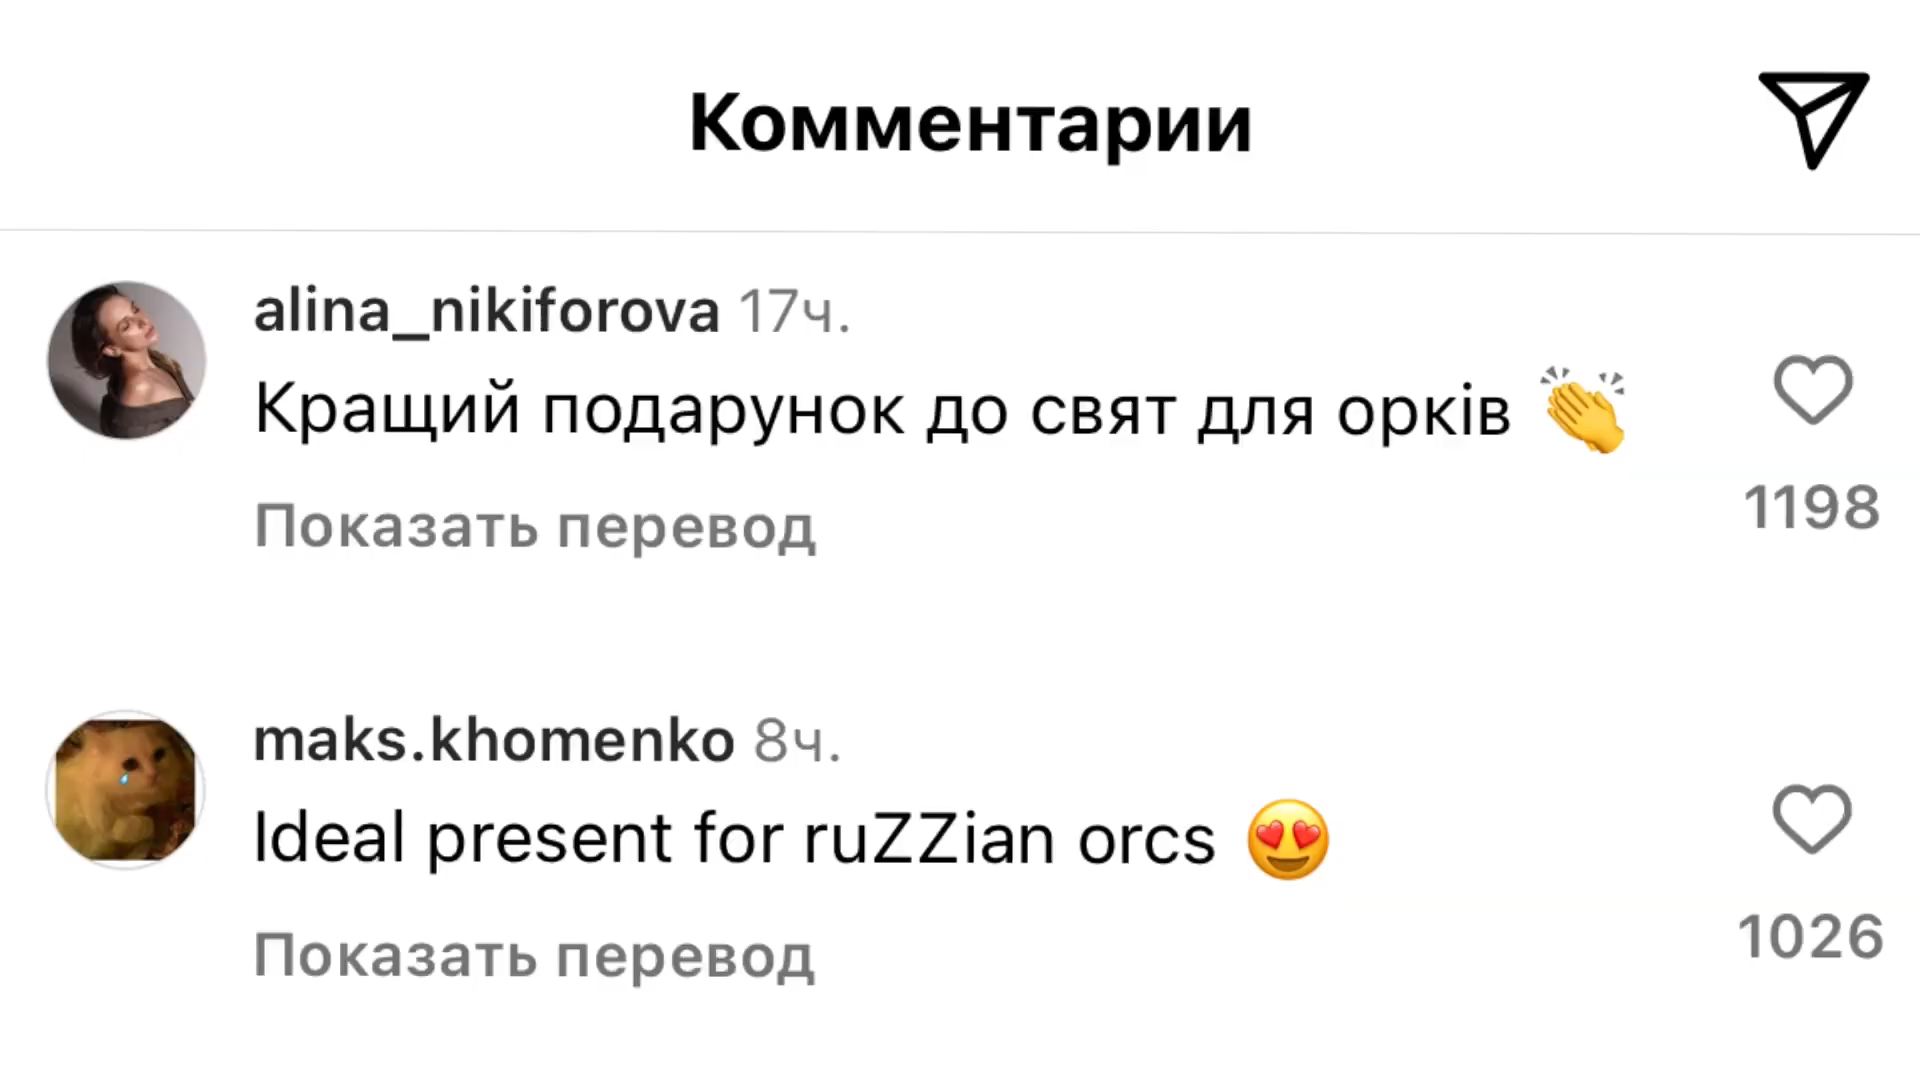 Комментарии
alina_nikiforova 17ч.
Кращий подарунок до свят для орків 👏
1198
Показать перевод
maks.khomenko 8ч.
Ideal present for ruZZian orcs 😍
1026
Показать перевод